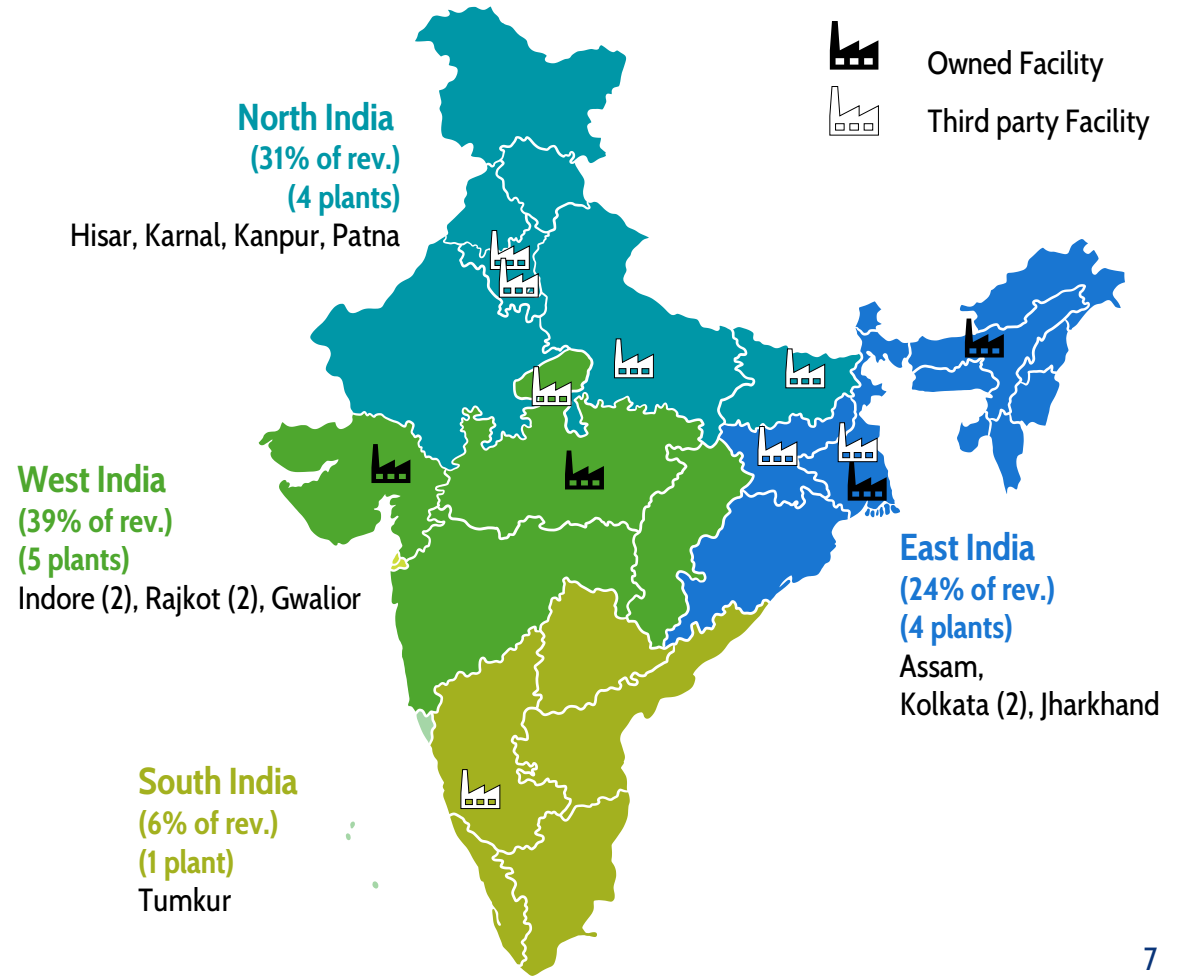 Owned Facility
Third party Facility
North India
(31% of rev.)
(4 plants)
Hisar, Karnal, Kanpur, Patna
West India
(39% of rev.)
(5 plants)
Indore (2), Rajkot (2), Gwalior
East India
(24% of rev.)
(4 plants)
Assam,
Kolkata (2), Jharkhand
South India
(6% of rev.)
(1 plant)
Tumkur
7